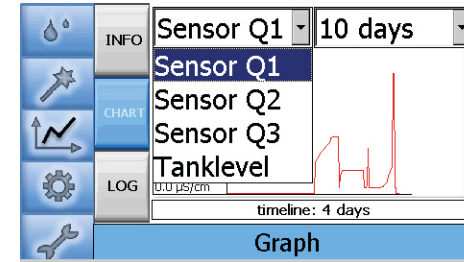 INFO
Sensor Q1
10 days
Sensor Q1
Sensor Q2
CHART
Sensor Q3
Tanklevel
LOG
0.0 µS/cm
timeline: 4 days
Graph